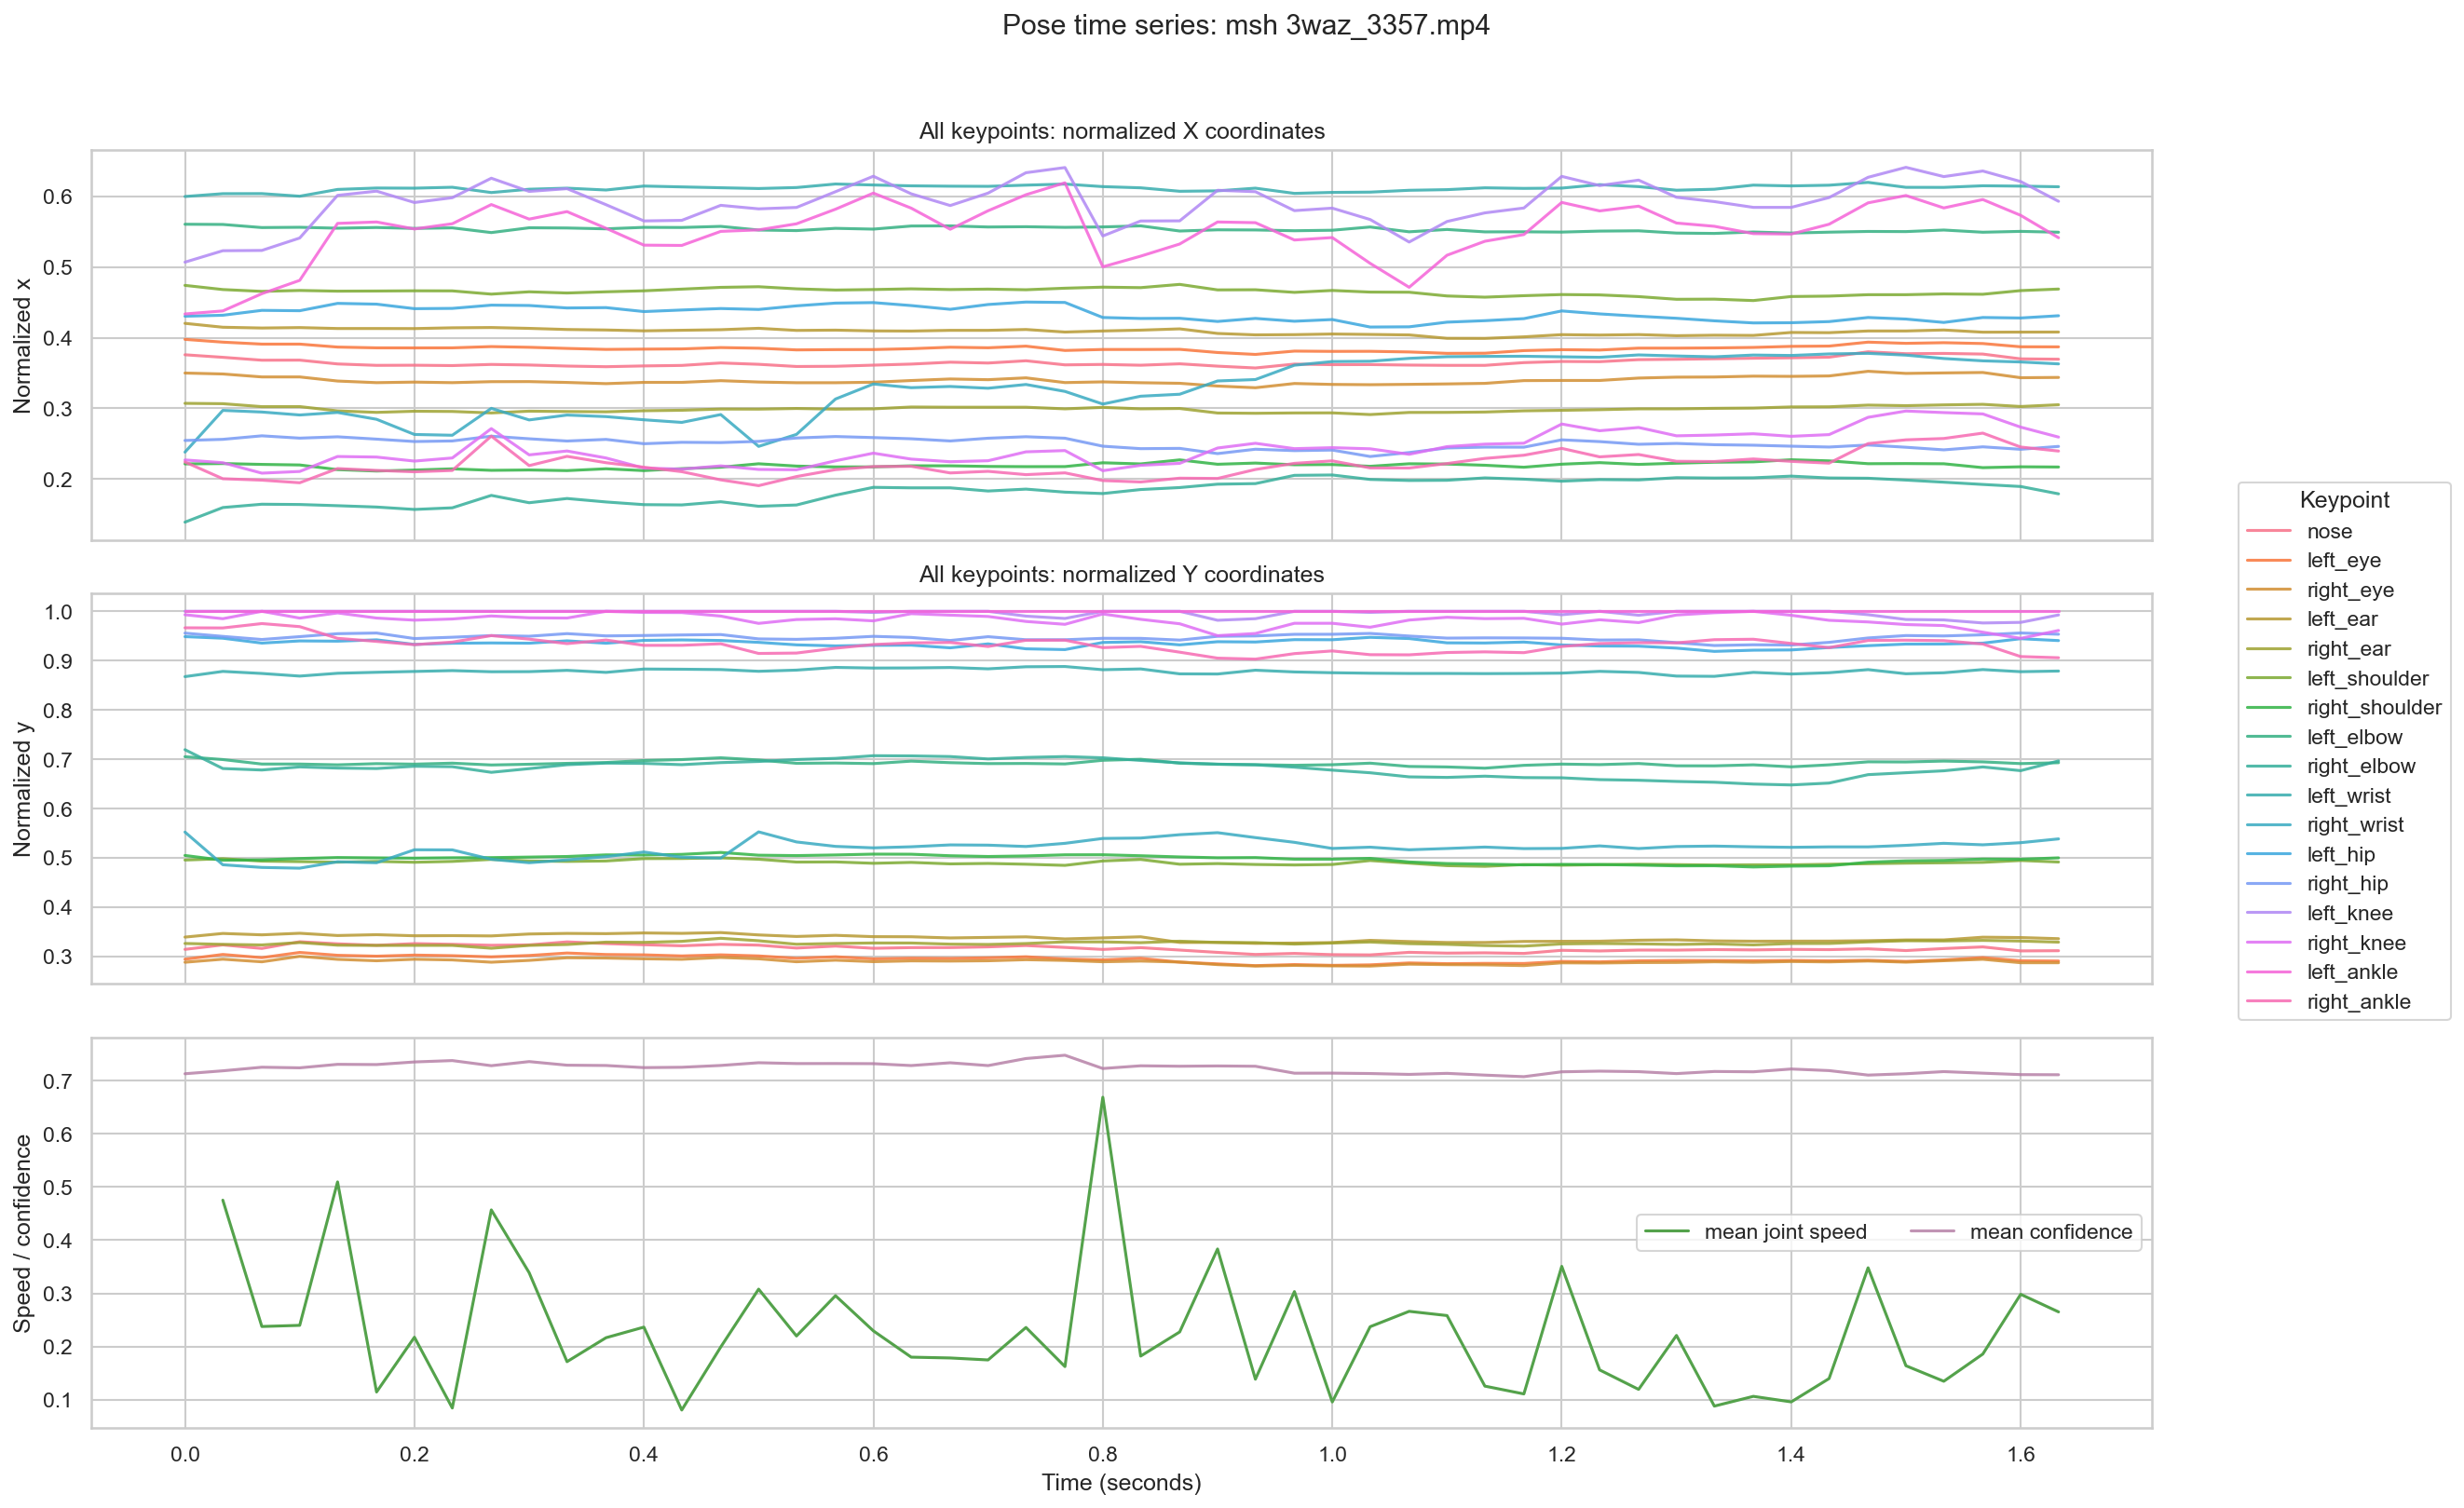 Pose time series: msh 3waz_3357.mp4
All keypoints: normalized X coordinates
Normalized x
0.6
0.5
0.4
0.3
0.2
All keypoints: normalized Y coordinates
Normalized y
1.0
0.9
0.8
0.7
0.6
0.5
0.4
0.3
Keypoint
nose
left_eye
right_eye
left_ear
right_ear
left_shoulder
right_shoulder
left_elbow
right_elbow
left_wrist
right_wrist
left_hip
right_hip
left_knee
right_knee
left_ankle
right_ankle
Speed / confidence
0.7
0.6
0.5
0.4
0.3
0.2
0.1
mean joint speed mean confidence
0.0 0.2 0.4 0.6 0.8 1.0 1.2 1.4 1.6
Time (seconds)